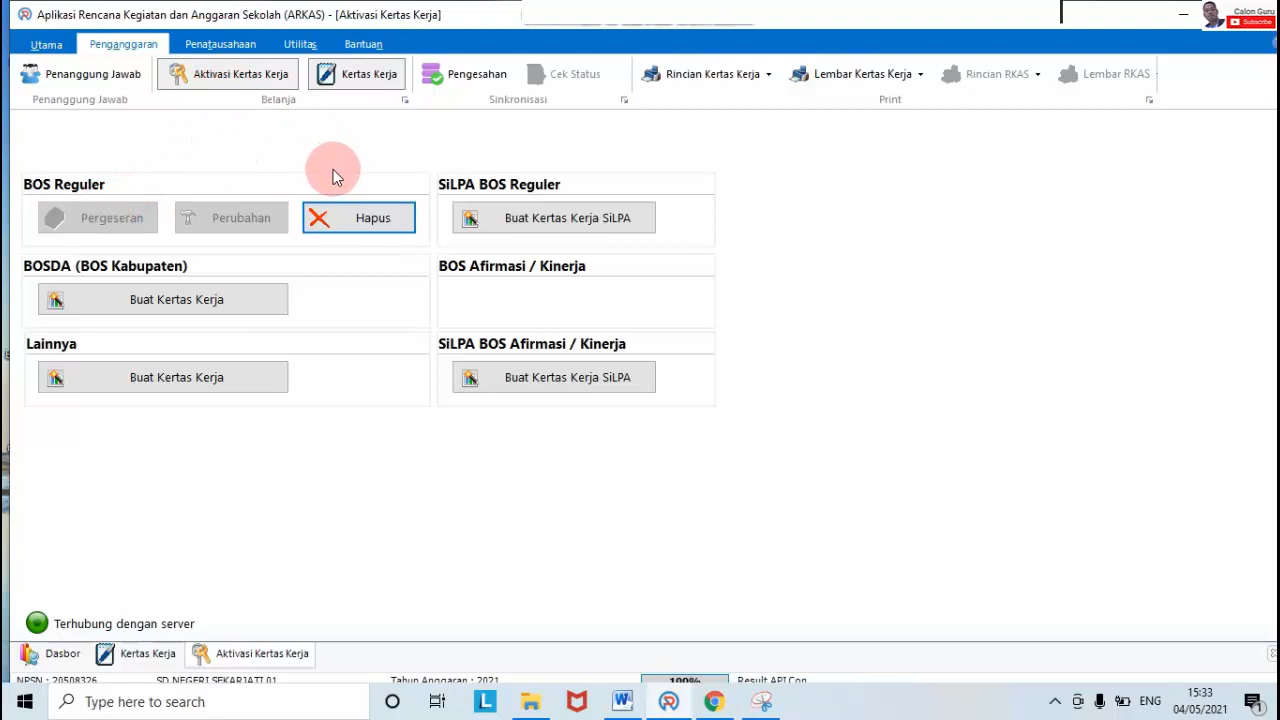 Aplikasi Rencana Kegiatan dan Anggaran Sekolah (ARKAS) - [Aktivasi Kertas Kerja]
Calon Guru
Subscribe
Utama Penganggaran Penatausahaan Utilitas Bantuan
Penanggung Jawab Aktivasi Kertas Kerja Kertas Kerja Pengesahan Cek Status Rincian Kertas Kerja Lembar Kertas Kerja Rincian RKAS Lembar RKAS
Penanggung Jawab Belanja Sinkronisasi Print
BOS Reguler SiLPA BOS Reguler
Pergeseran Perubahan Hapus Buat Kertas Kerja SiLPA
BOSDA (BOS Kabupaten) BOS Afirmasi / Kinerja
Buat Kertas Kerja
Lainnya SiLPA BOS Afirmasi / Kinerja
Buat Kertas Kerja Buat Kertas Kerja SiLPA
Terhubung dengan server
Dasbor Kertas Kerja Aktivasi Kertas Kerja
NPSN : 20508326 SD NEGERI SEKARJATI 01 Tahun Anggaran : 2021 100% Result API Con
Type here to search L W ENG 15:33
04/05/2021 1